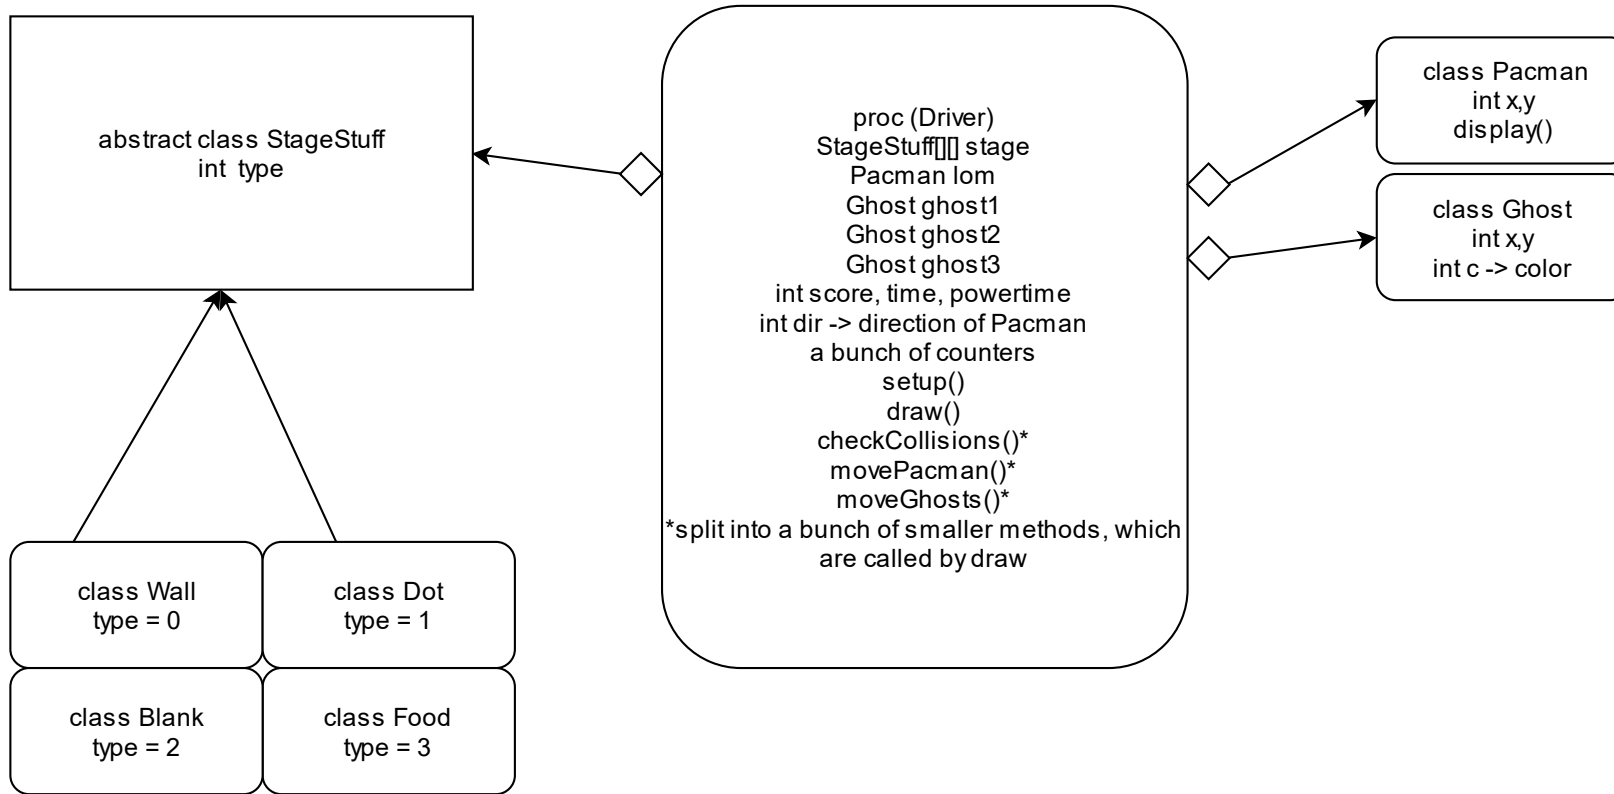 abstract class StageStuff
int type
proc (Driver)
StageStuff[][] stage
Pacman lom
Ghost ghost1
Ghost ghost2
Ghost ghost3
int score, time, powertime
int dir -> direction of Pacman
a bunch of counters
setup()
draw()
checkCollisions()*
movePacman()*
moveGhosts()*
*split into a bunch of smaller methods, which
are called by draw
class Pacman
int x,y
display()
class Ghost
int x,y
int c -> color
class Wall
type = 0
class Dot
type = 1
class Blank
type = 2
class Food
type = 3